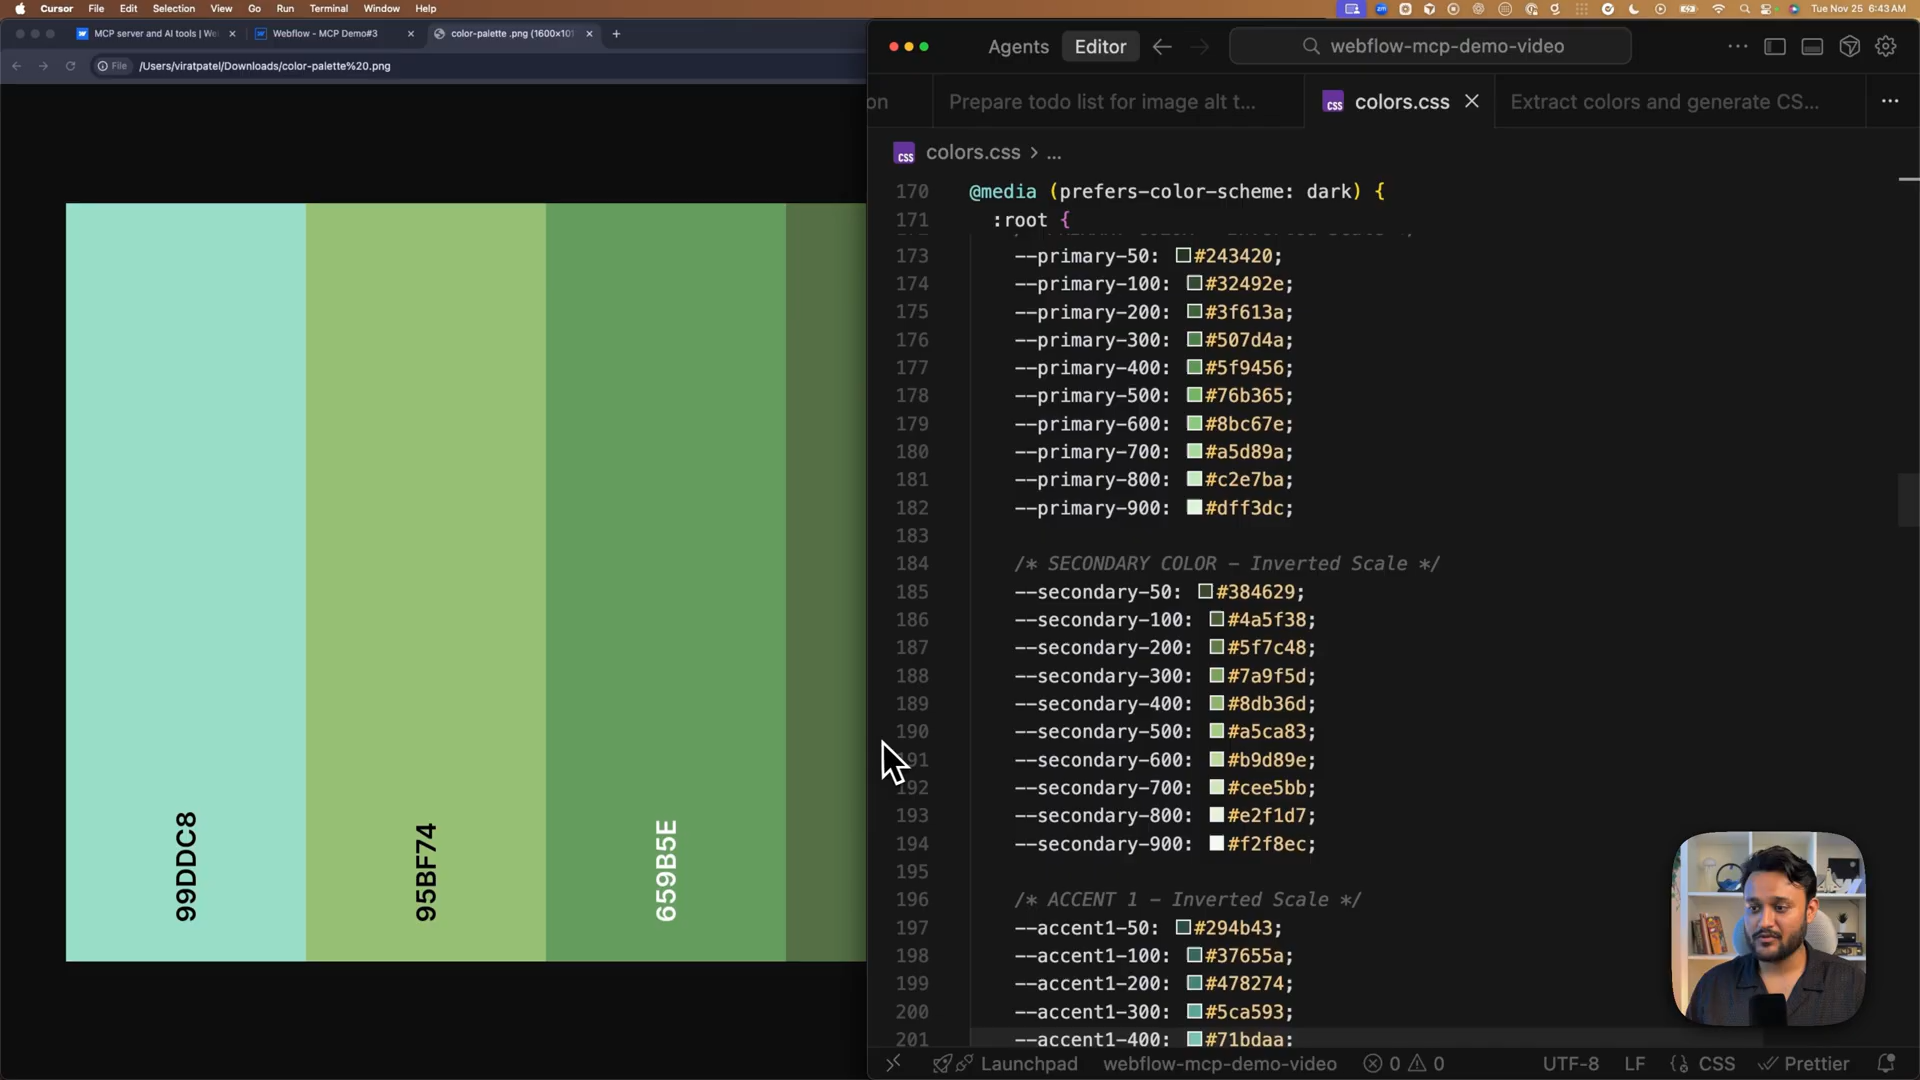 Cursor File Edit Selection View Go Run Terminal Window Help
Tue Nov 25 6:43 AM
MCP server and AI tools | We
Webflow - MCP Demo#3
color-palette .png (1600×101
File
/Users/viratpatel/Downloads/color-palette%20.png
99DDC8
95BF74
659B5E
Agents
Editor
webflow-mcp-demo-video
on
Prepare todo list for image alt t...
colors.css
Extract colors and generate CS...
colors.css > ...
170 @media (prefers-color-scheme: dark) {
171 :root {
173 --primary-50: #243420;
174 --primary-100: #32492e;
175 --primary-200: #3f613a;
176 --primary-300: #507d4a;
177 --primary-400: #5f9456;
178 --primary-500: #76b365;
179 --primary-600: #8bc67e;
180 --primary-700: #a5d89a;
181 --primary-800: #c2e7ba;
182 --primary-900: #dff3dc;
183
184 /* SECONDARY COLOR – Inverted Scale */
185 --secondary-50: #384629;
186 --secondary-100: #4a5f38;
187 --secondary-200: #5f7c48;
188 --secondary-300: #7a9f5d;
189 --secondary-400: #8db36d;
190 --secondary-500: #a5ca83;
191 --secondary-600: #b9d89e;
192 --secondary-700: #cee5bb;
193 --secondary-800: #e2f1d7;
194 --secondary-900: #f2f8ec;
195
196 /* ACCENT 1 – Inverted Scale */
197 --accent1-50: #294b43;
198 --accent1-100: #37655a;
199 --accent1-200: #478274;
200 --accent1-300: #5ca593;
201 --accent1-400: #71bdaa;
Launchpad webflow-mcp-demo-video 0 0 UTF-8 LF {} CSS Prettier